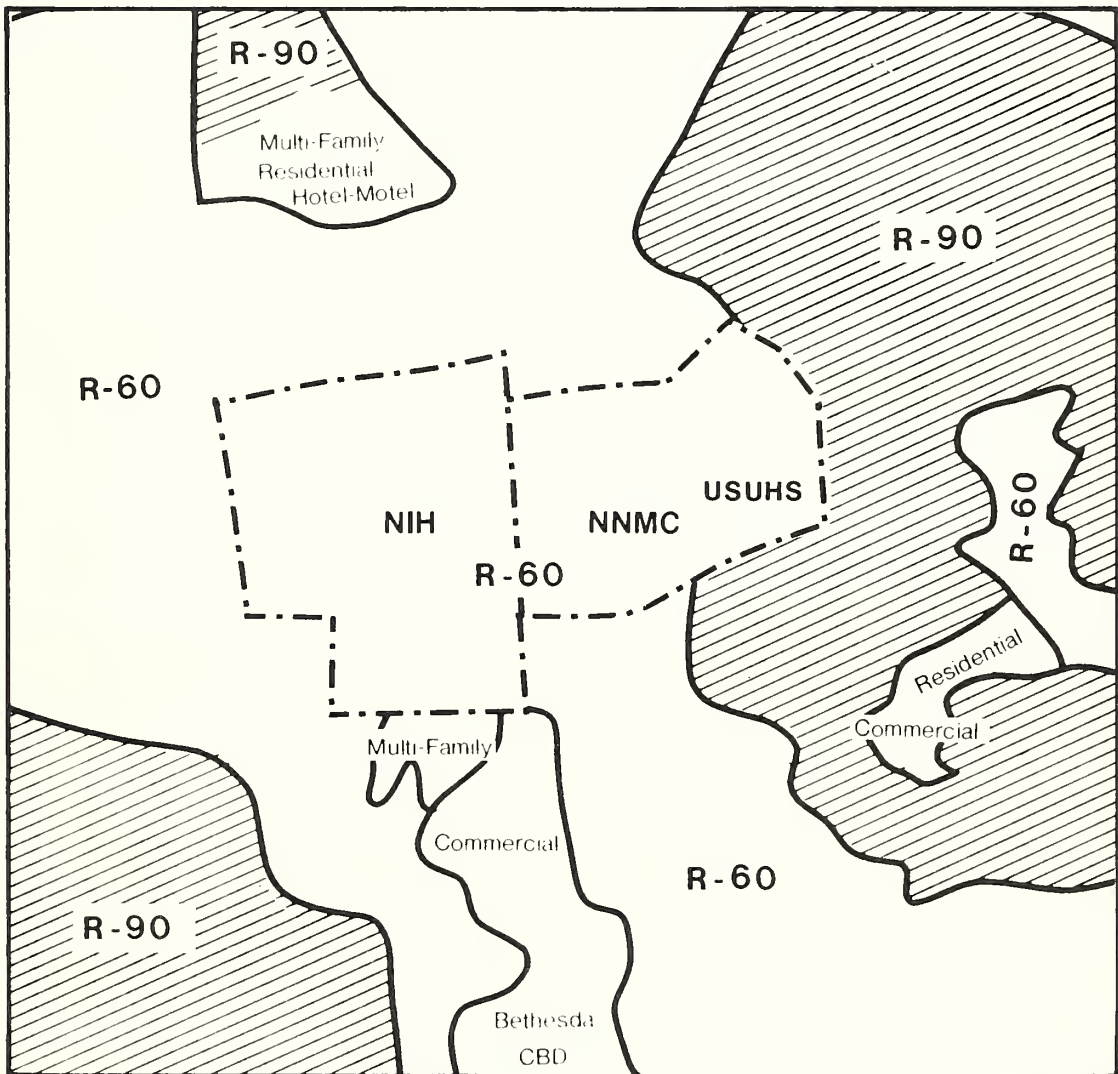 R-90
Multi-Family
Residential
Hotel-Motel
R-90
R-60
NIH
NNMC
USUHS
R-60
R-60
Residential
Commercial
Multi-Family
Commercial
R-60
R-90
Bethesda
CBD